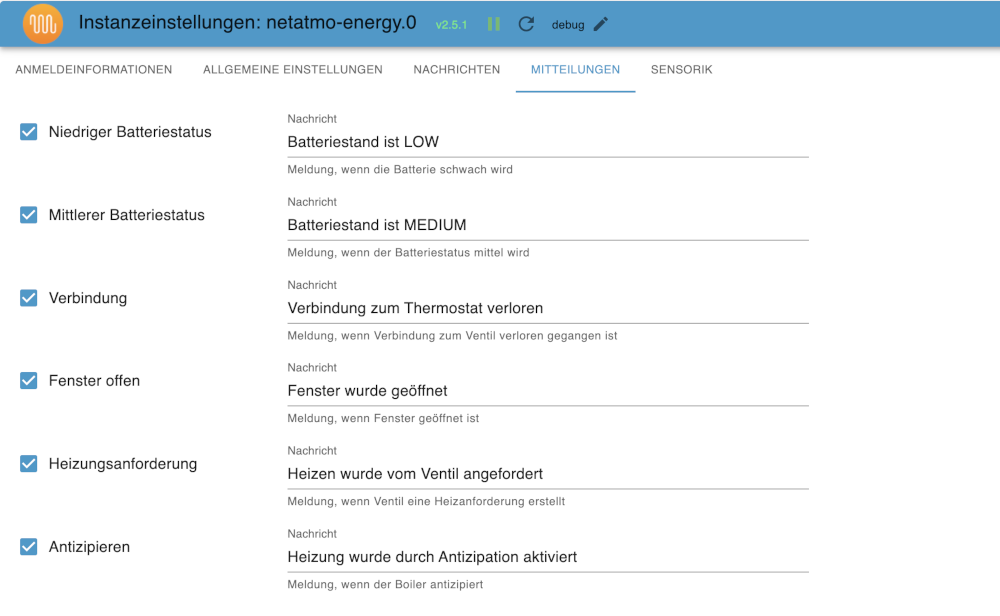 Instanzeinstellungen: netatmo-energy.0 v2.5.1 debug
ANMELDEINFORMATIONEN ALLGEMEINE EINSTELLUNGEN NACHRICHTEN MITTEILUNGEN SENSORIK
Niedriger Batteriestatus
Nachricht
Batteriestand ist LOW
Meldung, wenn die Batterie schwach wird
Mittlerer Batteriestatus
Nachricht
Batteriestand ist MEDIUM
Meldung, wenn der Batteriestatus mittel wird
Verbindung
Nachricht
Verbindung zum Thermostat verloren
Meldung, wenn Verbindung zum Ventil verloren gegangen ist
Fenster offen
Nachricht
Fenster wurde geöffnet
Meldung, wenn Fenster geöffnet ist
Heizungsanforderung
Nachricht
Heizen wurde vom Ventil angefordert
Meldung, wenn Ventil eine Heizanforderung erstellt
Antizipieren
Nachricht
Heizung wurde durch Antizipation aktiviert
Meldung, wenn der Boiler antizipiert